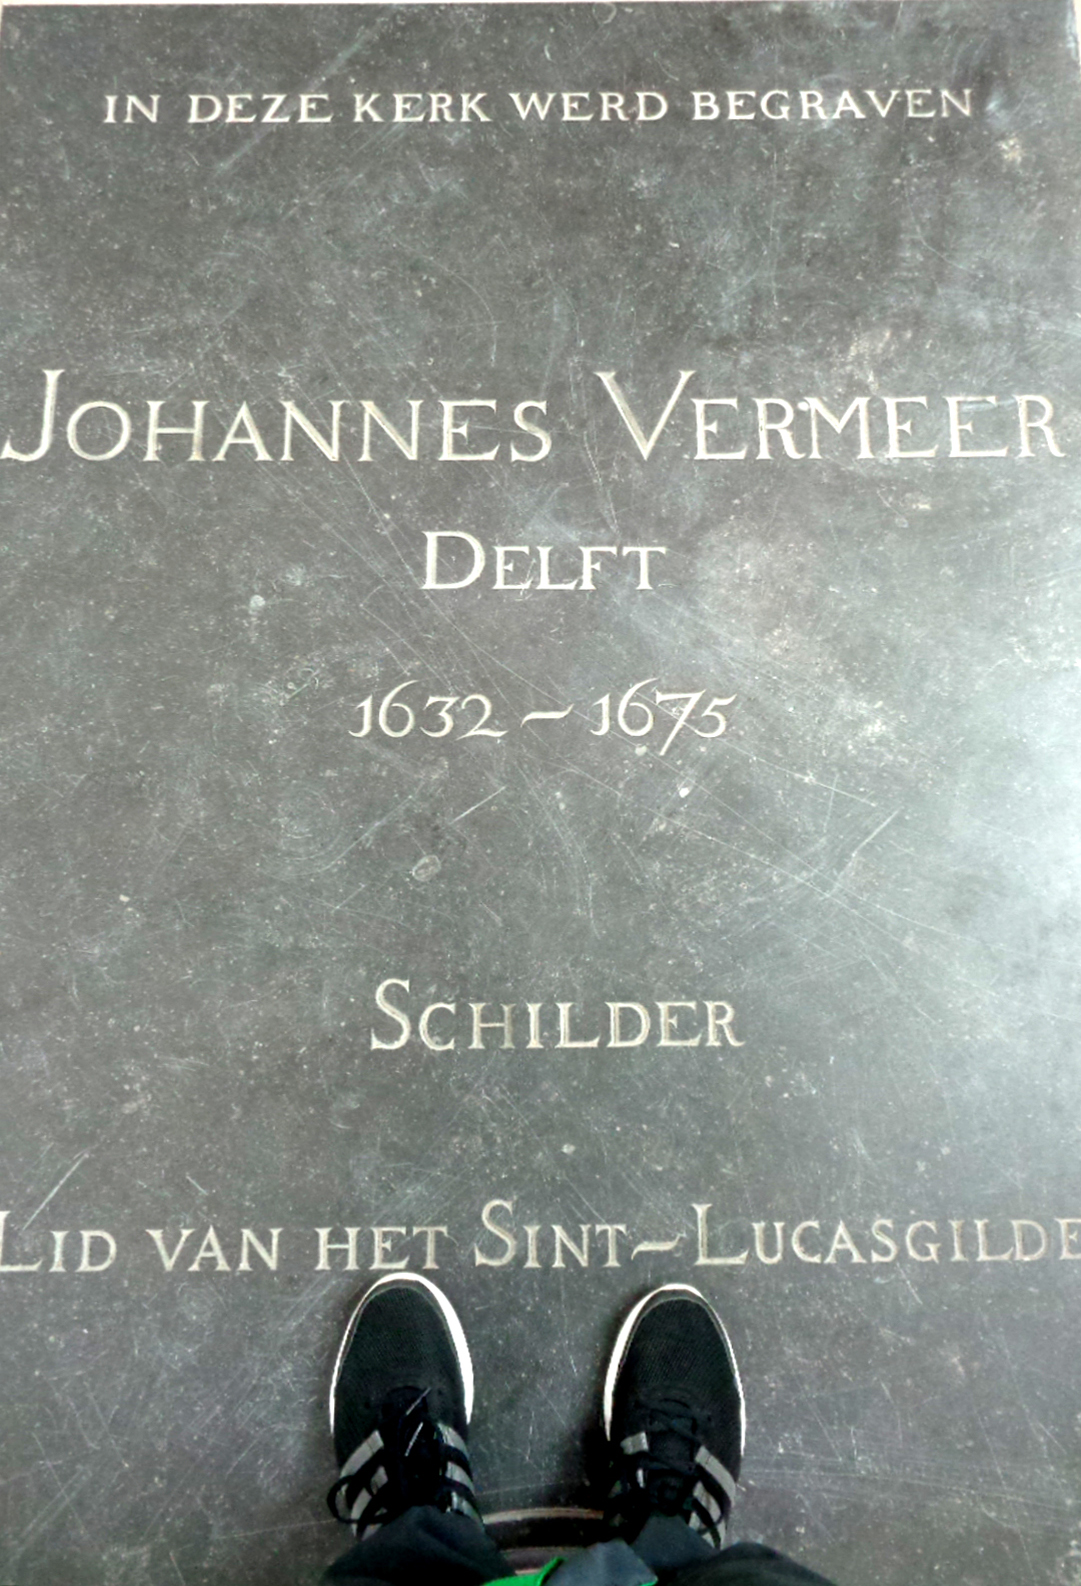 IN DEZE KERK WERD BEGRAVEN
JOHANNES VERMEER
DELFT
1632 - 1675
SCHILDER
LID VAN HET SINT-LUCASGILDE